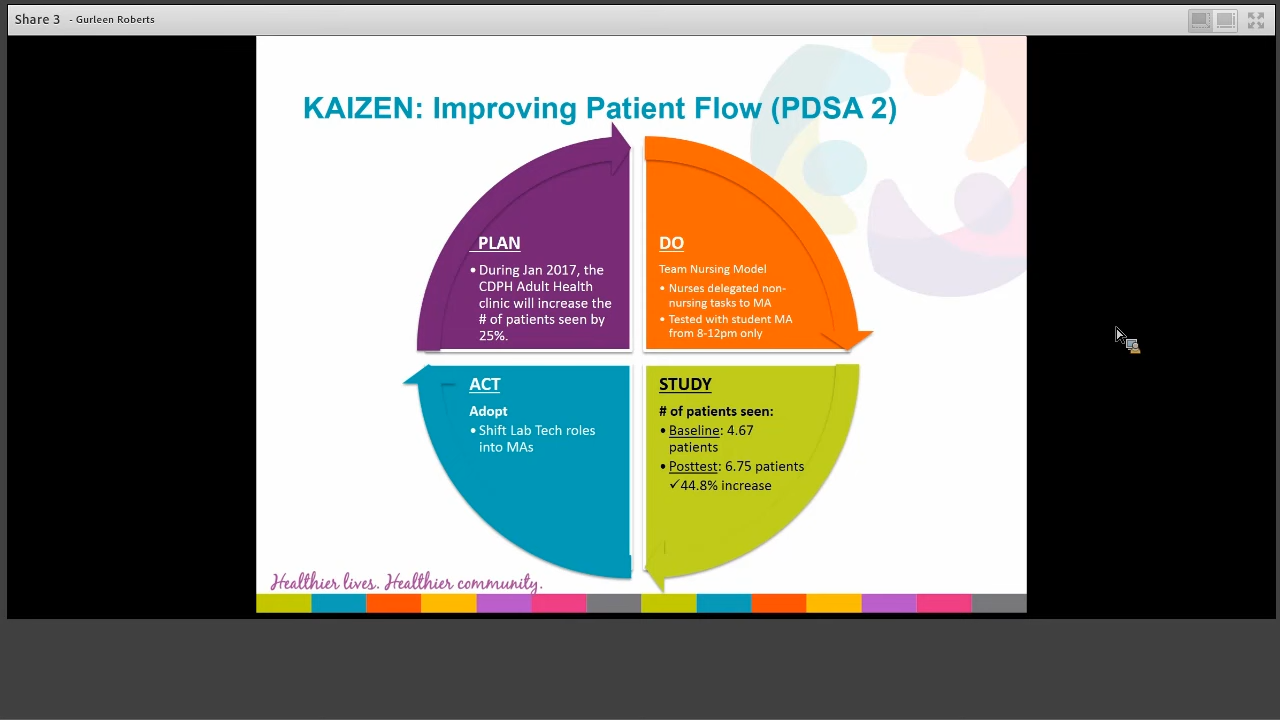 Share 3 - Gurleen Roberts
KAIZEN: Improving Patient Flow (PDSA 2)
PLAN
• During Jan 2017, the
CDPH Adult Health
clinic will increase the
# of patients seen by
25%.
DO
Team Nursing Model
• Nurses delegated non-
nursing tasks to MA
• Tested with student MA
from 8-12pm only
ACT
Adopt
• Shift Lab Tech roles
into MAs
STUDY
# of patients seen:
• Baseline: 4.67
patients
• Posttest: 6.75 patients
✓44.8% increase
Healthier lives. Healthier community.